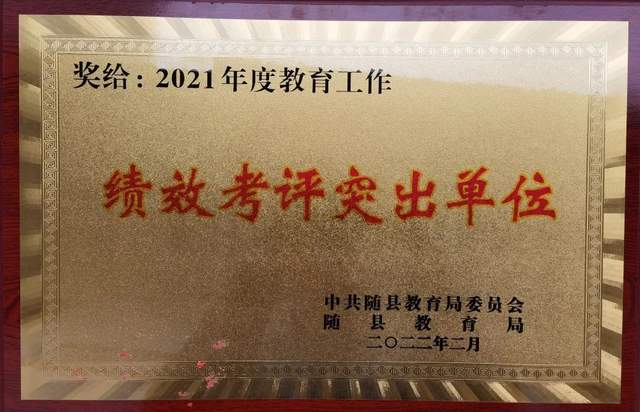 奖给：2021年度教育工作
绩效考评突出单位
中共随县教育局委员会
随县教育局
二〇二二年二月